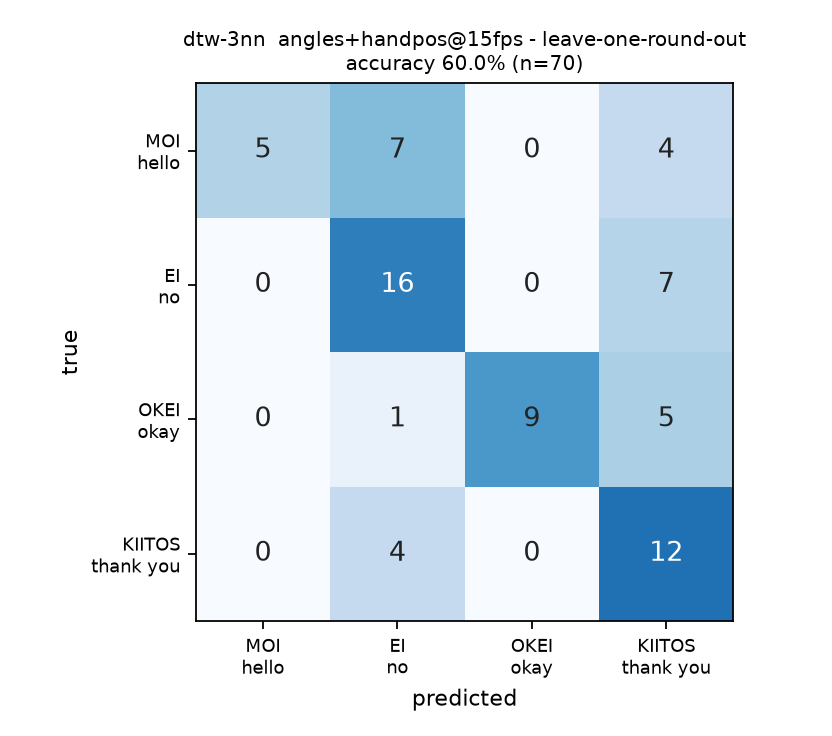 dtw-3nn  angles+handpos@15fps - leave-one-round-out
accuracy 60.0% (n=70)
MOI
hello
5 7 0 4
EI
no
0 16 0 7
true
OKEI
okay
0 1 9 5
KIITOS
thank you
0 4 0 12
MOI EI OKEI KIITOS
hello no okay thank you
predicted